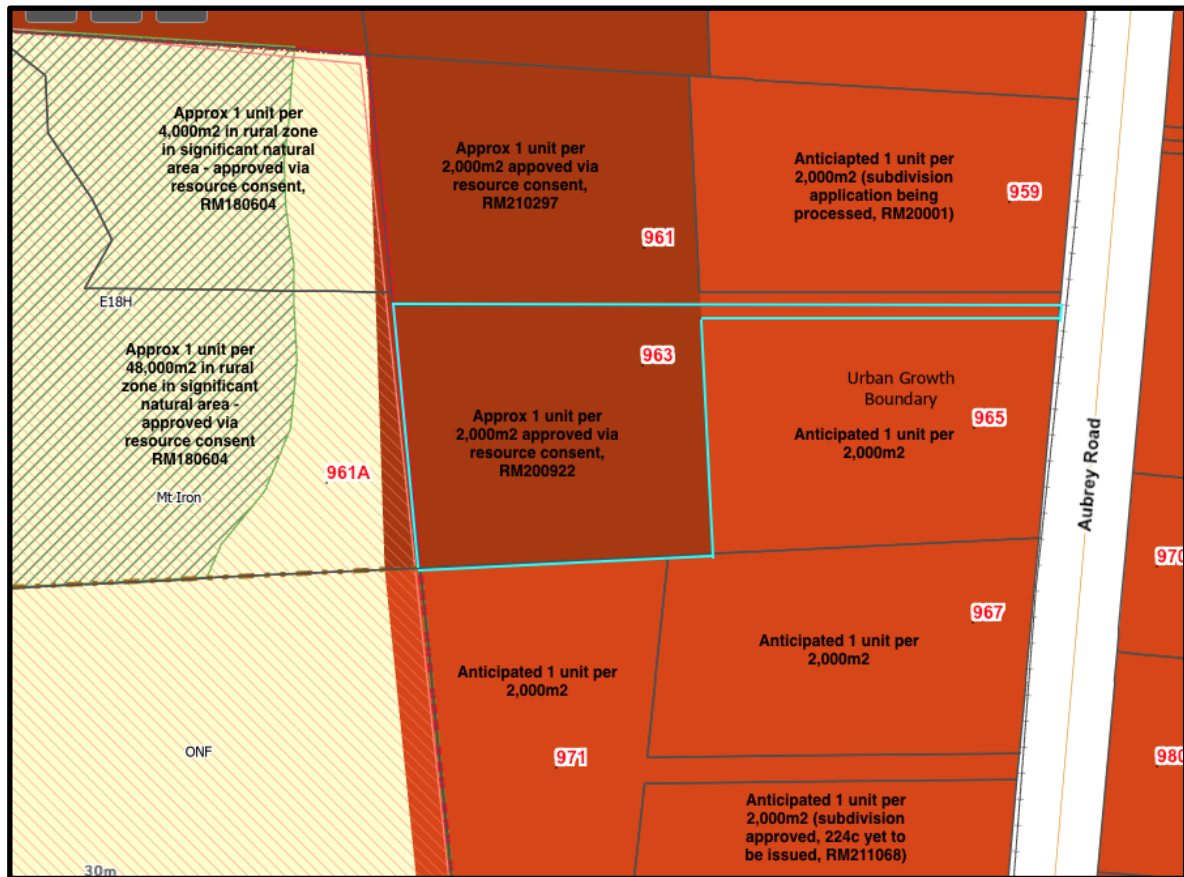 Approx 1 unit per
4,000m2 in rural zone
in significant natural
area - approved via
resource consent,
RM180604
Approx 1 unit per
2,000m2 appoved via
resource consent,
RM210297
961
Anticiapted 1 unit per
2,000m2 (subdivision
application being
processed, RM20001)
959
E18H
Approx 1 unit per
48,000m2 in rural
zone in significant
natural area -
approved via
resource consent
RM180604
Mt Iron
961A
963
Approx 1 unit per
2,000m2 approved via
resource consent,
RM200922
Urban Growth
Boundary
965
Anticipated 1 unit per
2,000m2
Aubrey Road
970
967
Anticipated 1 unit per
2,000m2
Anticipated 1 unit per
2,000m2
971
980
ONF
Anticipated 1 unit per
2,000m2 (subdivision
approved, 224c yet to
be issued, RM211068)
30m